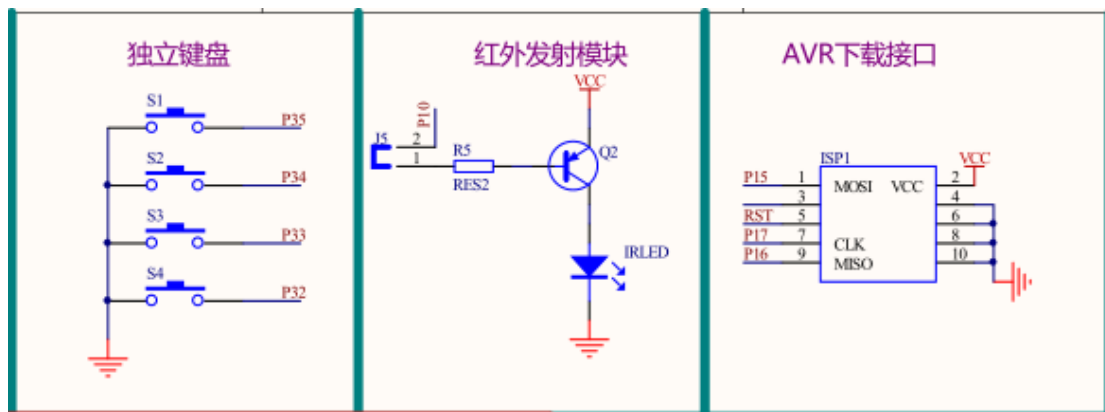 独立键盘
S1
P35
S2
P34
S3
P33
S4
P32
红外发射模块
VCC
P10
J5
2
1
R5
RES2
Q2
IRLED
AVR下载接口
ISP1
VCC
P15 1 MOSI VCC 2
3 4
RST 5 6
P17 7 CLK 8
P16 9 MISO 10